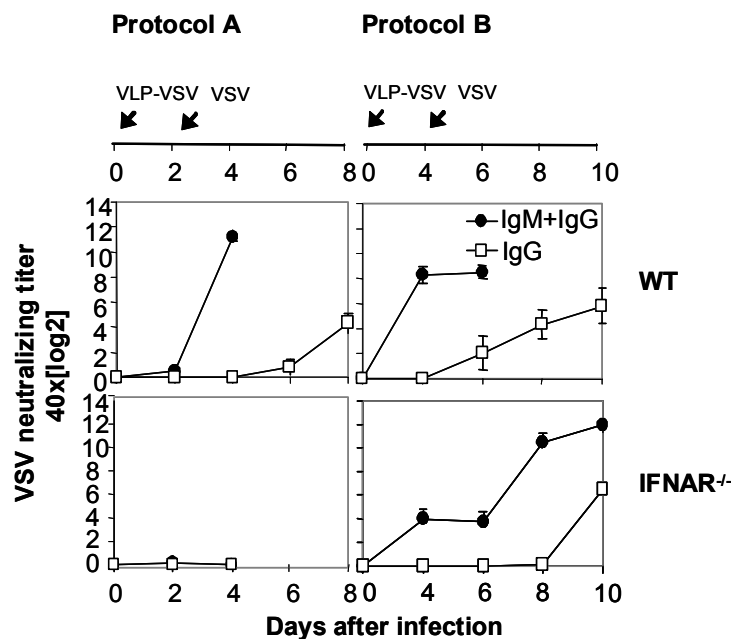 Protocol A Protocol B
VLP-VSV VSV VLP-VSV VSV
0 2 4 6 8 0 4 6 8 10
VSV neutralizing titer
40x[log2]
14
12
10
8
6
4
2
0
IgM+IgG
IgG
WT
14
12
10
8
6
4
2
0
IFNAR-/-
0 2 4 6 8 0 4 6 8 10
Days after infection